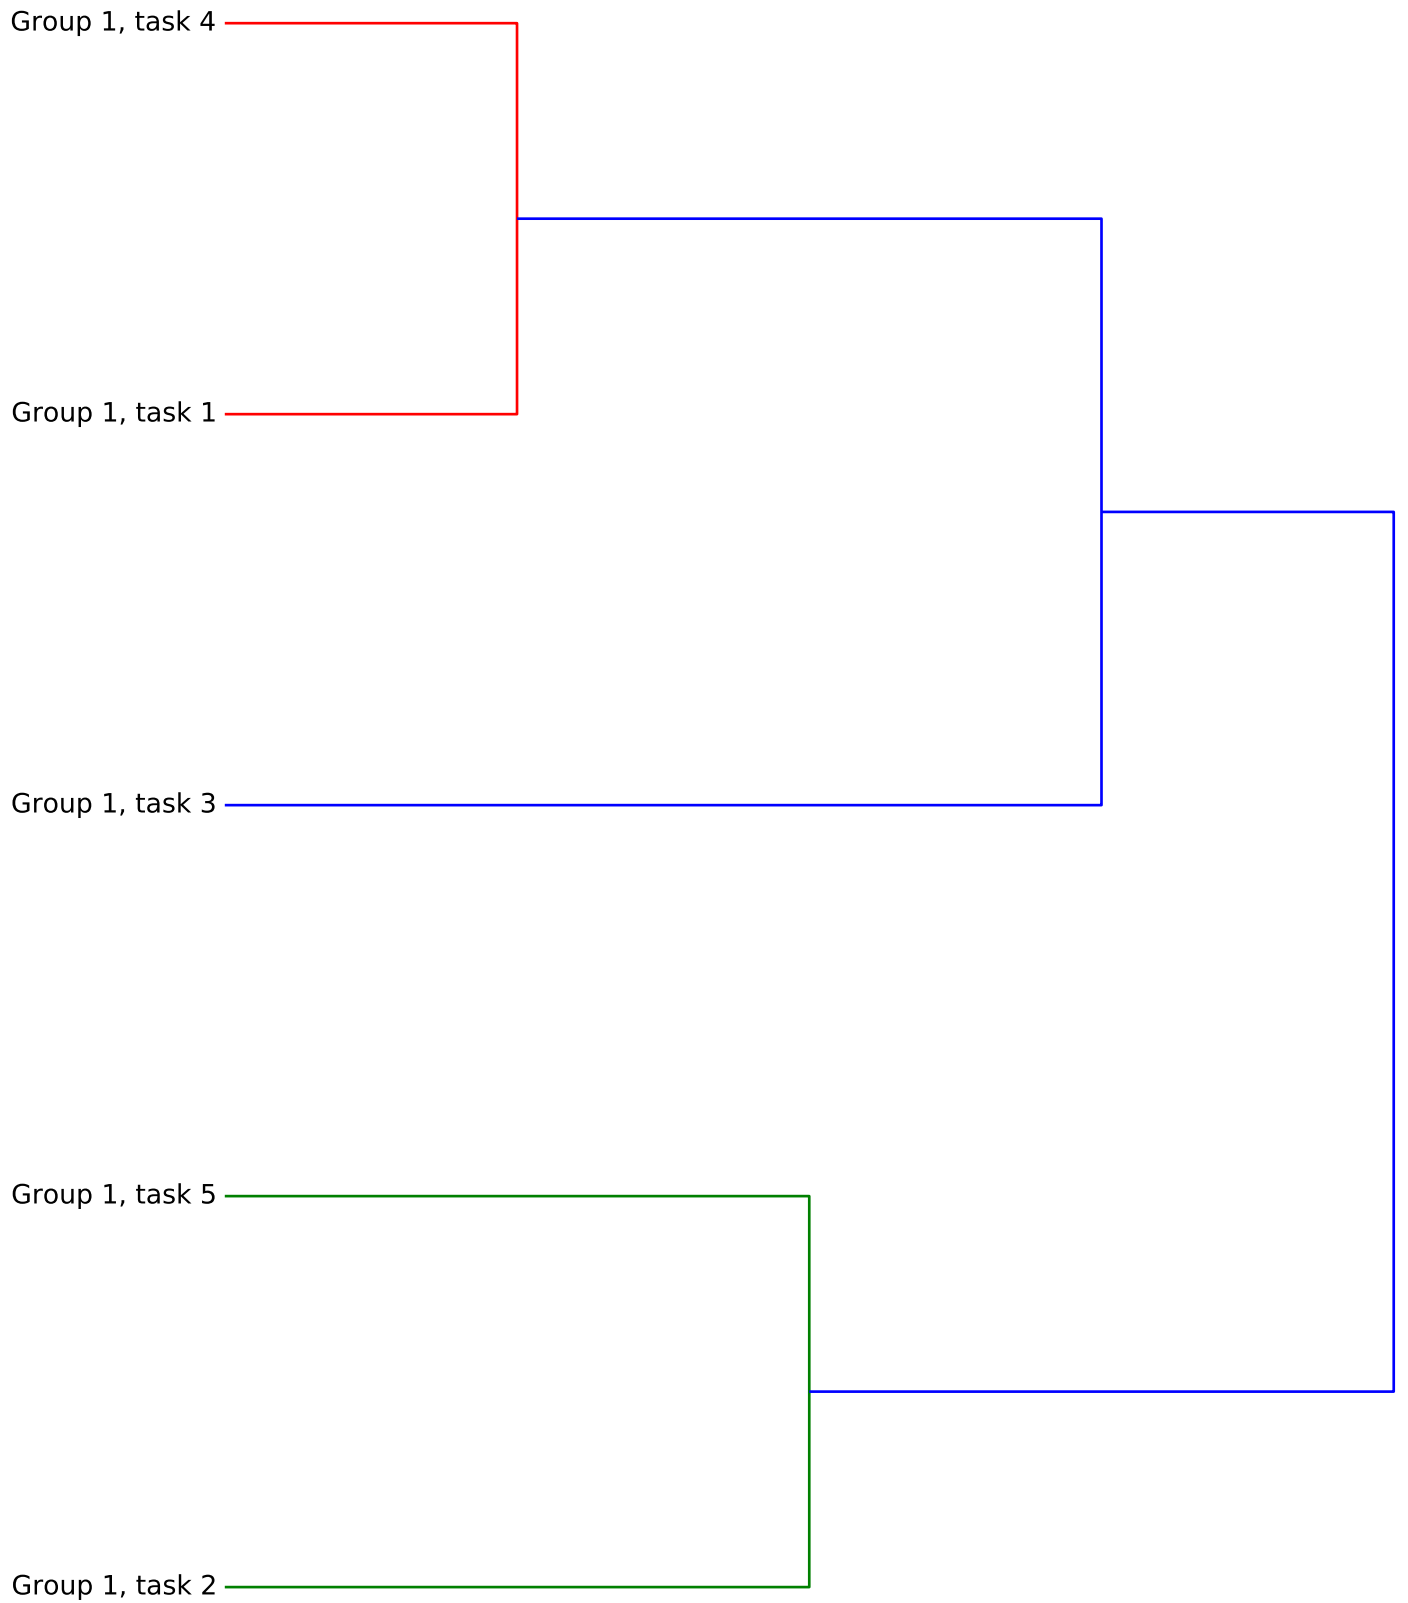 Group 1, task 4
Group 1, task 1
Group 1, task 3
Group 1, task 5
Group 1, task 2